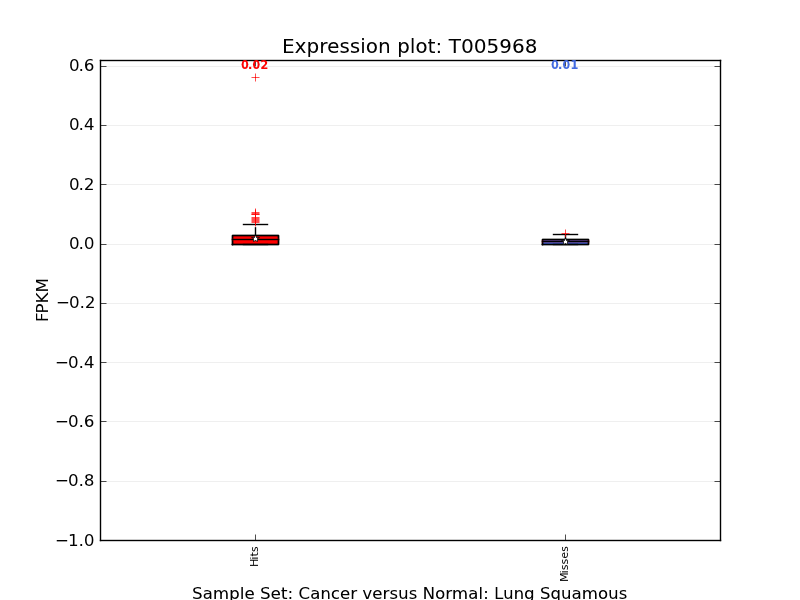 Expression plot: T005968
0.6
0.02
0.01
0.4
0.2
0.0
−0.2
−0.4
−0.6
−0.8
−1.0
FPKM
Hits
Misses
Sample Set: Cancer versus Normal: Lung Squamous